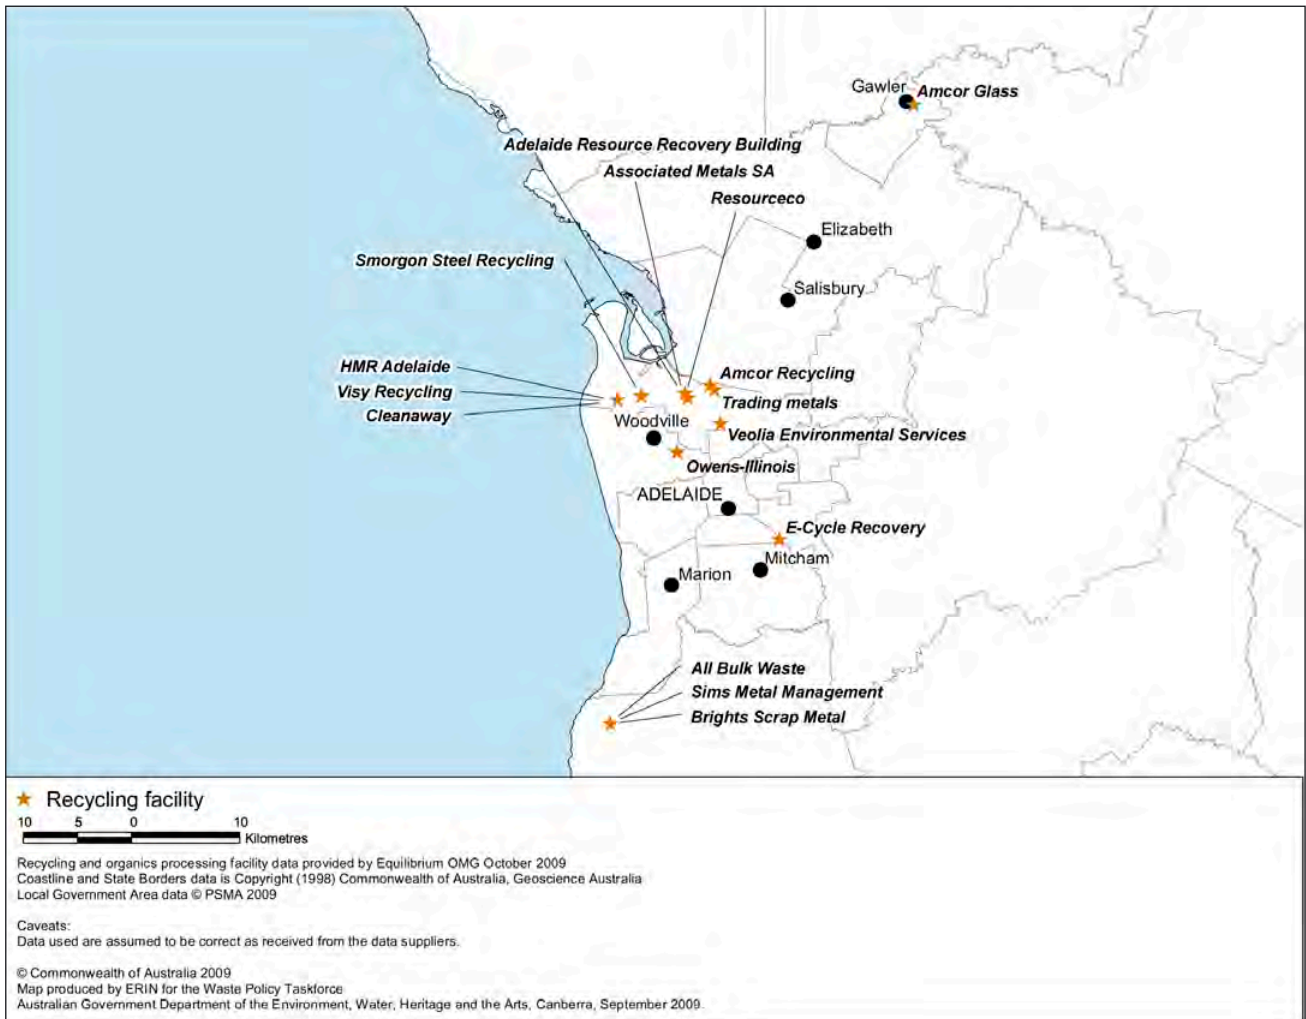 Gawler
Amcor Glass
Adelaide Resource Recovery Building
Associated Metals SA
Resourceco
Elizabeth
Smorgon Steel Recycling
Salisbury
HMR Adelaide
Visy Recycling
Cleanaway
Amcor Recycling
Trading metals
Woodville
Veolia Environmental Services
Owens-Illinois
ADELAIDE
E-Cycle Recovery
Mitcham
Marion
All Bulk Waste
Sims Metal Management
Brights Scrap Metal
Recycling facility
10 5 0 10
Kilometres
Recycling and organics processing facility data provided by Equilibrium OMG October 2009
Coastline and State Borders data is Copyright (1998) Commonwealth of Australia, Geoscience Australia
Local Government Area data © PSMA 2009
Caveats:
Data used are assumed to be correct as received from the data suppliers.
© Commonwealth of Australia 2009
Map produced by ERIN for the Waste Policy Taskforce
Australian Government Department of the Environment, Water, Heritage and the Arts, Canberra, September 2009.